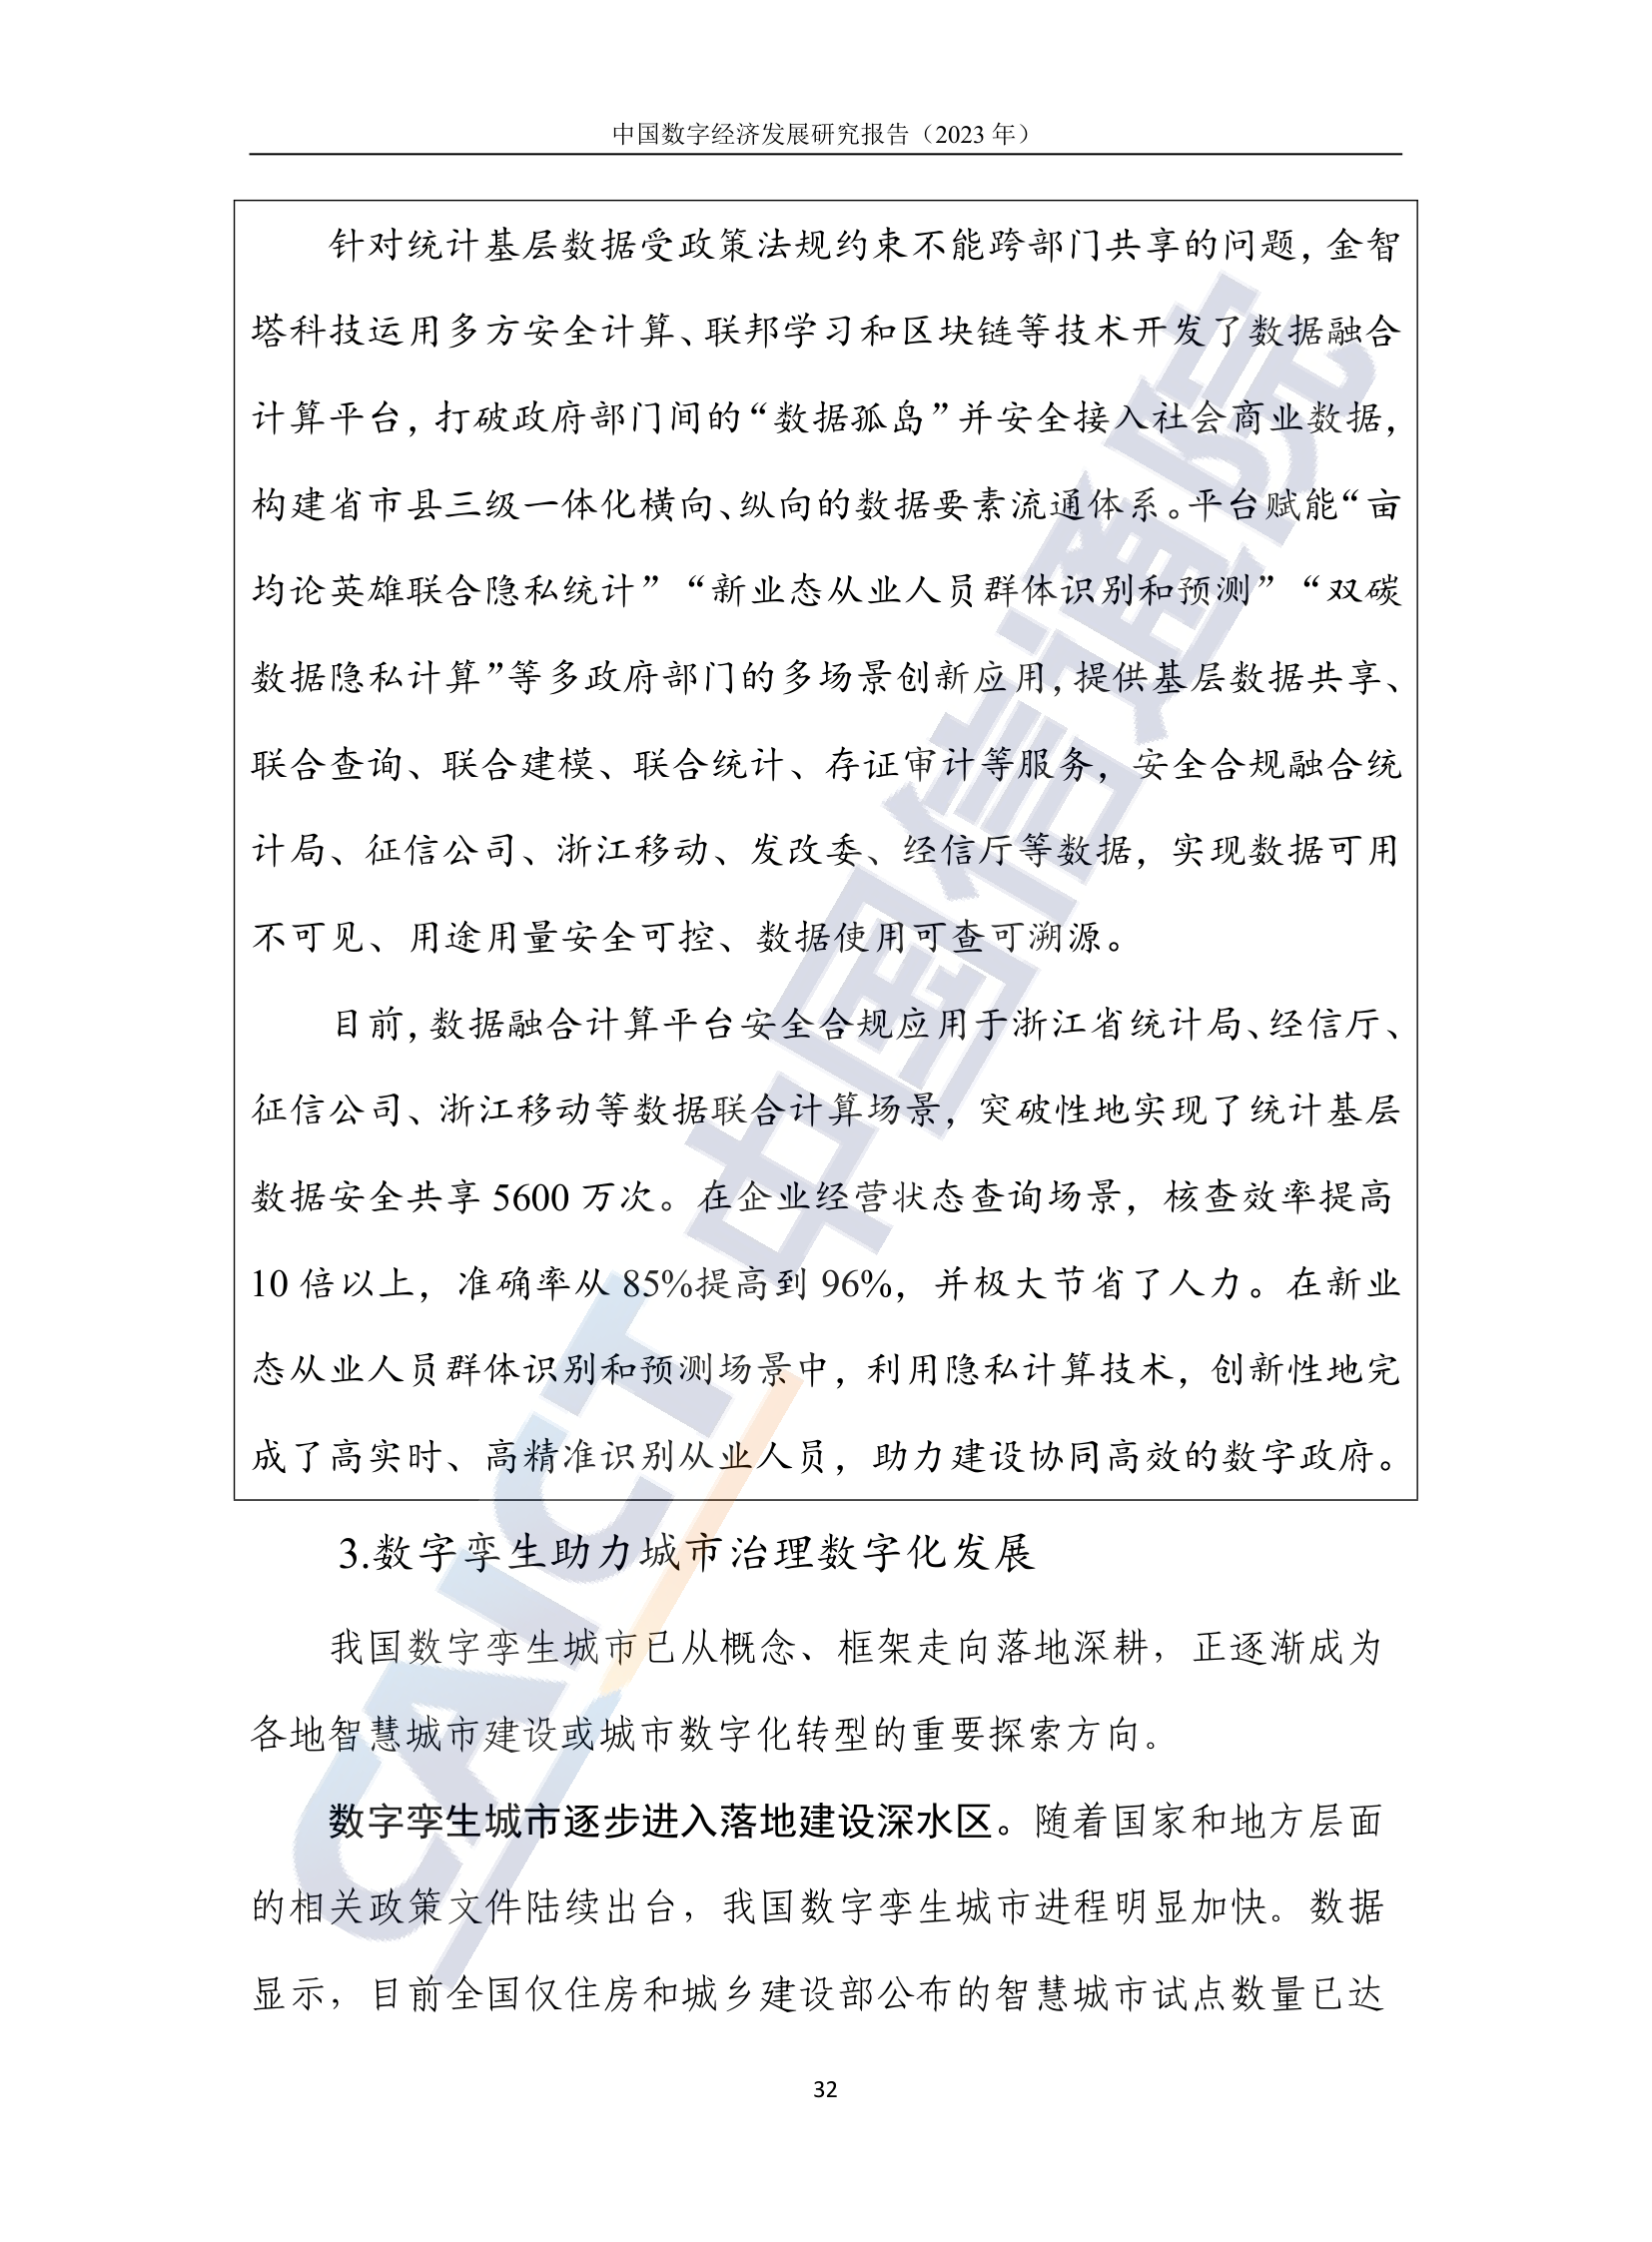 中国数字经济发展研究报告（2023 年）
针对统计基层数据受政策法规约束不能跨部门共享的问题，金智
塔科技运用多方安全计算、联邦学习和区块链等技术开发了数据融合
计算平台，打破政府部门间的“数据孤岛”并安全接入社会商业数据，
构建省市县三级一体化横向、纵向的数据要素流通体系。平台赋能“亩
均论英雄联合隐私统计”“新业态从业人员群体识别和预测”“双碳
数据隐私计算”等多政府部门的多场景创新应用，提供基层数据共享、
联合查询、联合建模、联合统计、存证审计等服务，安全合规融合统
计局、征信公司、浙江移动、发改委、经信厅等数据，实现数据可用
不可见、用途用量安全可控、数据使用可查可溯源。
目前，数据融合计算平台安全合规应用于浙江省统计局、经信厅、
征信公司、浙江移动等数据联合计算场景，突破性地实现了统计基层
数据安全共享 5600 万次。在企业经营状态查询场景，核查效率提高
10 倍以上，准确率从 85%提高到 96%，并极大节省了人力。在新业
态从业人员群体识别和预测场景中，利用隐私计算技术，创新性地完
成了高实时、高精准识别从业人员，助力建设协同高效的数字政府。
3.数字孪生助力城市治理数字化发展
我国数字孪生城市已从概念、框架走向落地深耕，正逐渐成为
各地智慧城市建设或城市数字化转型的重要探索方向。
数字孪生城市逐步进入落地建设深水区。随着国家和地方层面
的相关政策文件陆续出台，我国数字孪生城市进程明显加快。数据
显示，目前全国仅住房和城乡建设部公布的智慧城市试点数量已达
32
CAICT 中国信通院